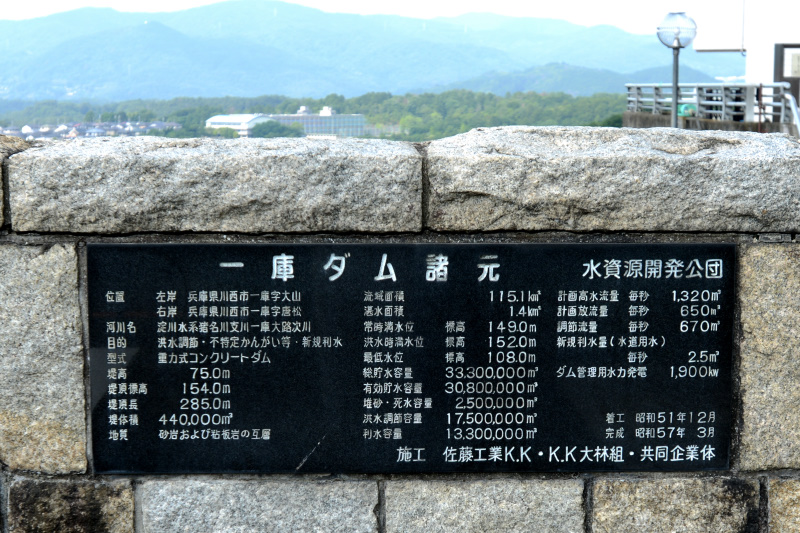 一庫ダム諸元 水資源開発公団
位置 左岸 兵庫県川西市一庫字大山
右岸 兵庫県川西市一庫字唐松
河川名 淀川水系猪名川支川一庫大路次川
目的 洪水調節・不特定かんがい等・新規利水
型式 重力式コンクリートダム
堤高 75.0m
堤頂標高 154.0m
堤頂長 285.0m
堤体積 440,000m³
地質 砂岩および粘板岩の互層
流域面積 115.1km²
湛水面積 1.4km²
常時満水位 標高 149.0m
洪水時満水位 標高 152.0m
最低水位 標高 108.0m
総貯水容量 33,300,000m³
有効貯水容量 30,800,000m³
堆砂・死水容量 2,500,000m³
洪水調節容量 17,500,000m³
利水容量 13,300,000m³
計画高水流量 毎秒 1,320m³
計画放流量 毎秒 650m³
調節流量 毎秒 670m³
新規利水量(水道用水)
毎秒 2.5m³
ダム管理用水力発電 1,900kw
着工 昭和51年12月
完成 昭和57年 3月
施工 佐藤工業K.K・K.K大林組・共同企業体